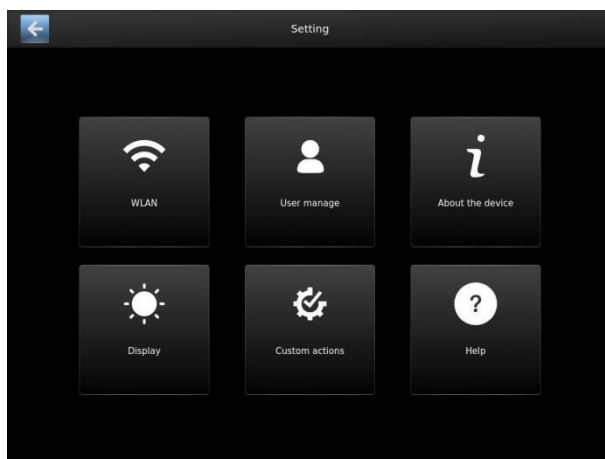 Setting
WLAN
User manage
About the device
Display
Custom actions
Help